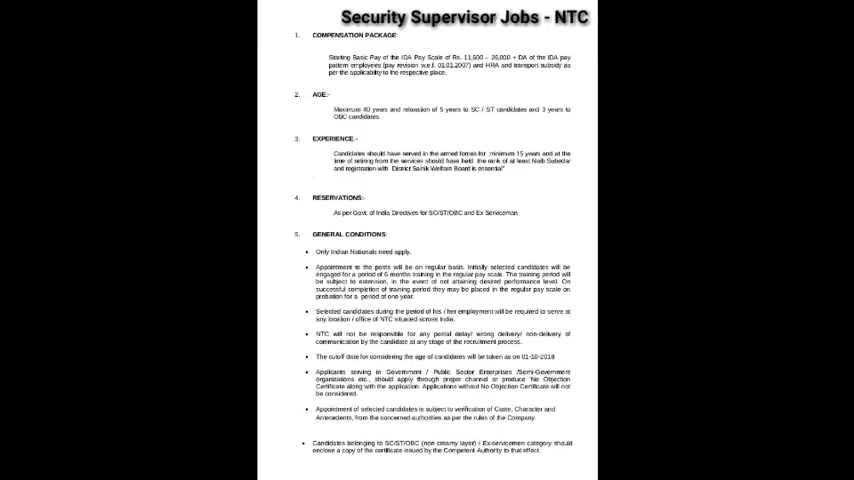 Security Supervisor Jobs - NTC
1. COMPENSATION PACKAGE:
Starting Basic Pay of the IDA Pay Scale of Rs. 11,600 – 26,000 + DA of the IDA pay
pattern employees (pay revision w.e.f. 01.01.2007) and HRA and transport subsidy as
per the applicability to the respective place.
2. AGE:-
Maximum 40 years and relaxation of 5 years to SC / ST candidates and 3 years to
OBC candidates.
3. EXPERIENCE:-
Candidates should have served in the armed forces for minimum 15 years and at the
time of retiring from the services should have held the rank of at least Naib Subedar
and registration with District Sainik Welfare Board is essential"
.
4. RESERVATIONS:-
As per Govt. of India Directives for SC/ST/OBC and Ex Serviceman
5. GENERAL CONDITIONS:
• Only Indian Nationals need apply.
• Appointment to the posts will be on regular basis. Initially selected candidates will be
engaged for a period of 6 months training in the regular pay scale. The training period will
be subject to extension, in the event of not attaining desired performance level. On
successful completion of training period they may be placed in the regular pay scale on
probation for a period of one year.
• Selected candidates during the period of his / her employment will be required to serve at
any location / office of NTC situated across India.
• NTC will not be responsible for any postal delay/ wrong delivery/ non-delivery of
communication by the candidate at any stage of the recruitment process.
• The cutoff date for considering the age of candidates will be taken as on 01-10-2018
• Applicants serving in Government / Public Sector Enterprises /Semi-Government
organizations etc., should apply through proper channel or produce 'No Objection
Certificate along with the application. Applications without No Objection Certificate will not
be considered.
• Appointment of selected candidates is subject to verification of Caste, Character and
Antecedents, from the concerned authorities as per the rules of the Company.
• Candidates belonging to SC/ST/OBC (non creamy layer) / Ex-servicemen category should
enclose a copy of the certificate issued by the Competent Authority to that effect.